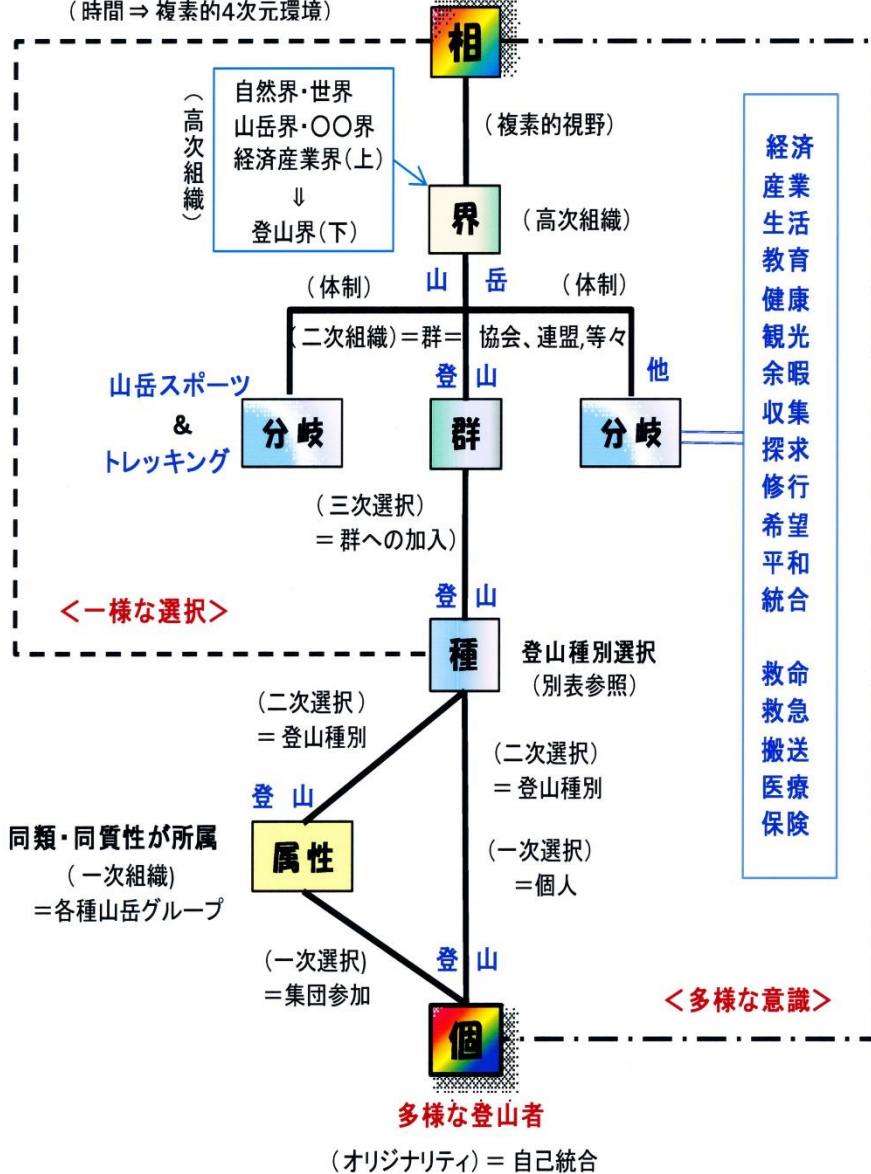 (時間⇒複素的4次元環境)
相
(高次組織)
自然界・世界
山岳界・〇〇界
経済産業界(上)
⇓
登山界(下)
(複素的視野)
界
(高次組織)
山 岳
(体制)
(体制)
(二次組織)=群= 協会、連盟,等々
山岳スポーツ
&
トレッキング
分岐
登 山
群
他
分岐
経済
産業
生活
教育
健康
観光
余暇
収集
探求
修行
希望
平和
統合
救命
救急
搬送
医療
保険
(三次選択)
= 群への加入)
<一様な選択>
登 山
種
登山種別選択
(別表参照)
(二次選択)
= 登山種別
(二次選択)
= 登山種別
登 山
属性
同類・同質性が所属
(一次組織)
=各種山岳グループ
(一次選択)
=個人
(一次選択)
=集団参加
登 山
個
<多様な意識>
多様な登山者
(オリジナリティ) = 自己統合